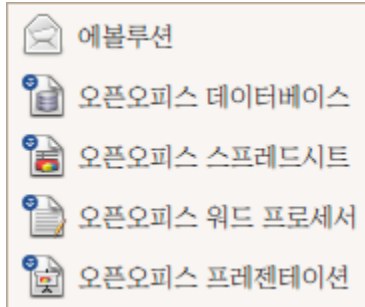 에볼루션
오픈오피스 데이터베이스
오픈오피스 스프레드시트
오픈오피스 워드 프로세서
오픈오피스 프레젠테이션